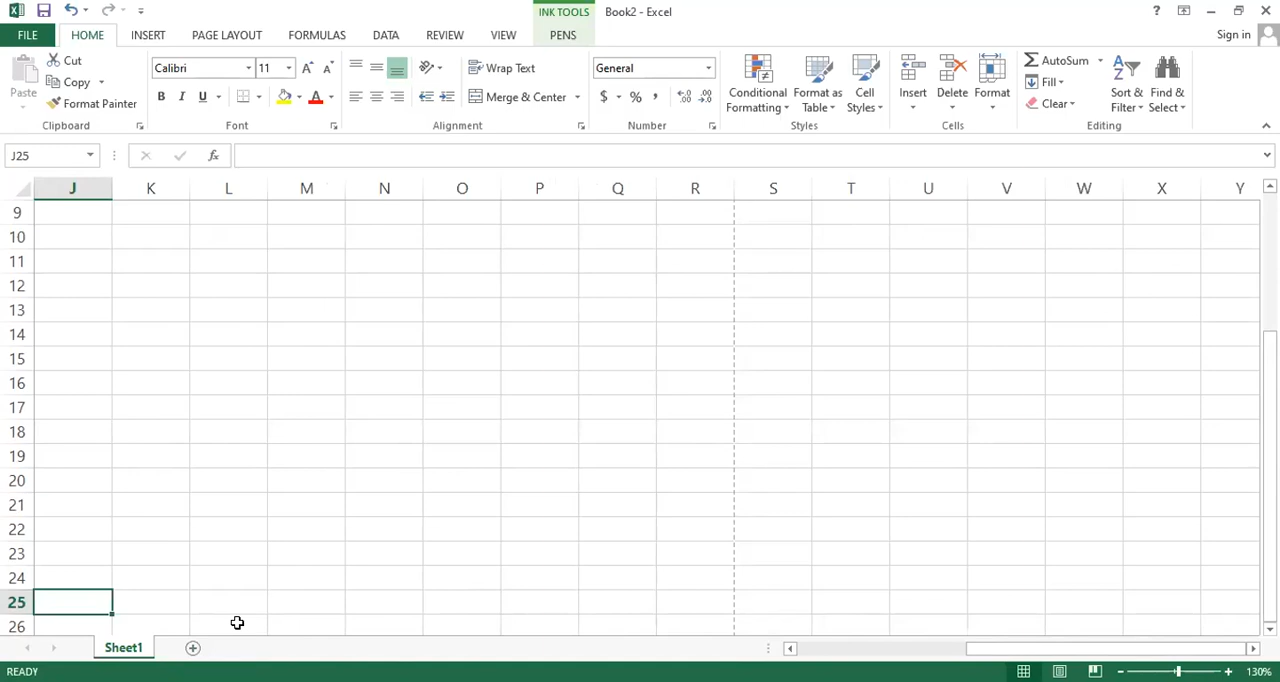 INK TOOLS
Book2 - Excel
?
FILE
HOME
INSERT
PAGE LAYOUT
FORMULAS
DATA
REVIEW
VIEW
PENS
Sign in
Paste
Cut
Copy
Format Painter
Clipboard
Calibri
11
B I U
Font
Wrap Text
Merge & Center
Alignment
General
$ % ,
Number
Conditional
Formatting
Format as
Table
Cell
Styles
Styles
Insert
Delete
Format
Cells
AutoSum
Fill
Clear
Sort &
Filter
Find &
Select
Editing
J25
fx
J K L M N O P Q R S T U V W X Y
9
10
11
12
13
14
15
16
17
18
19
20
21
22
23
24
25
26
Sheet1
READY
130%